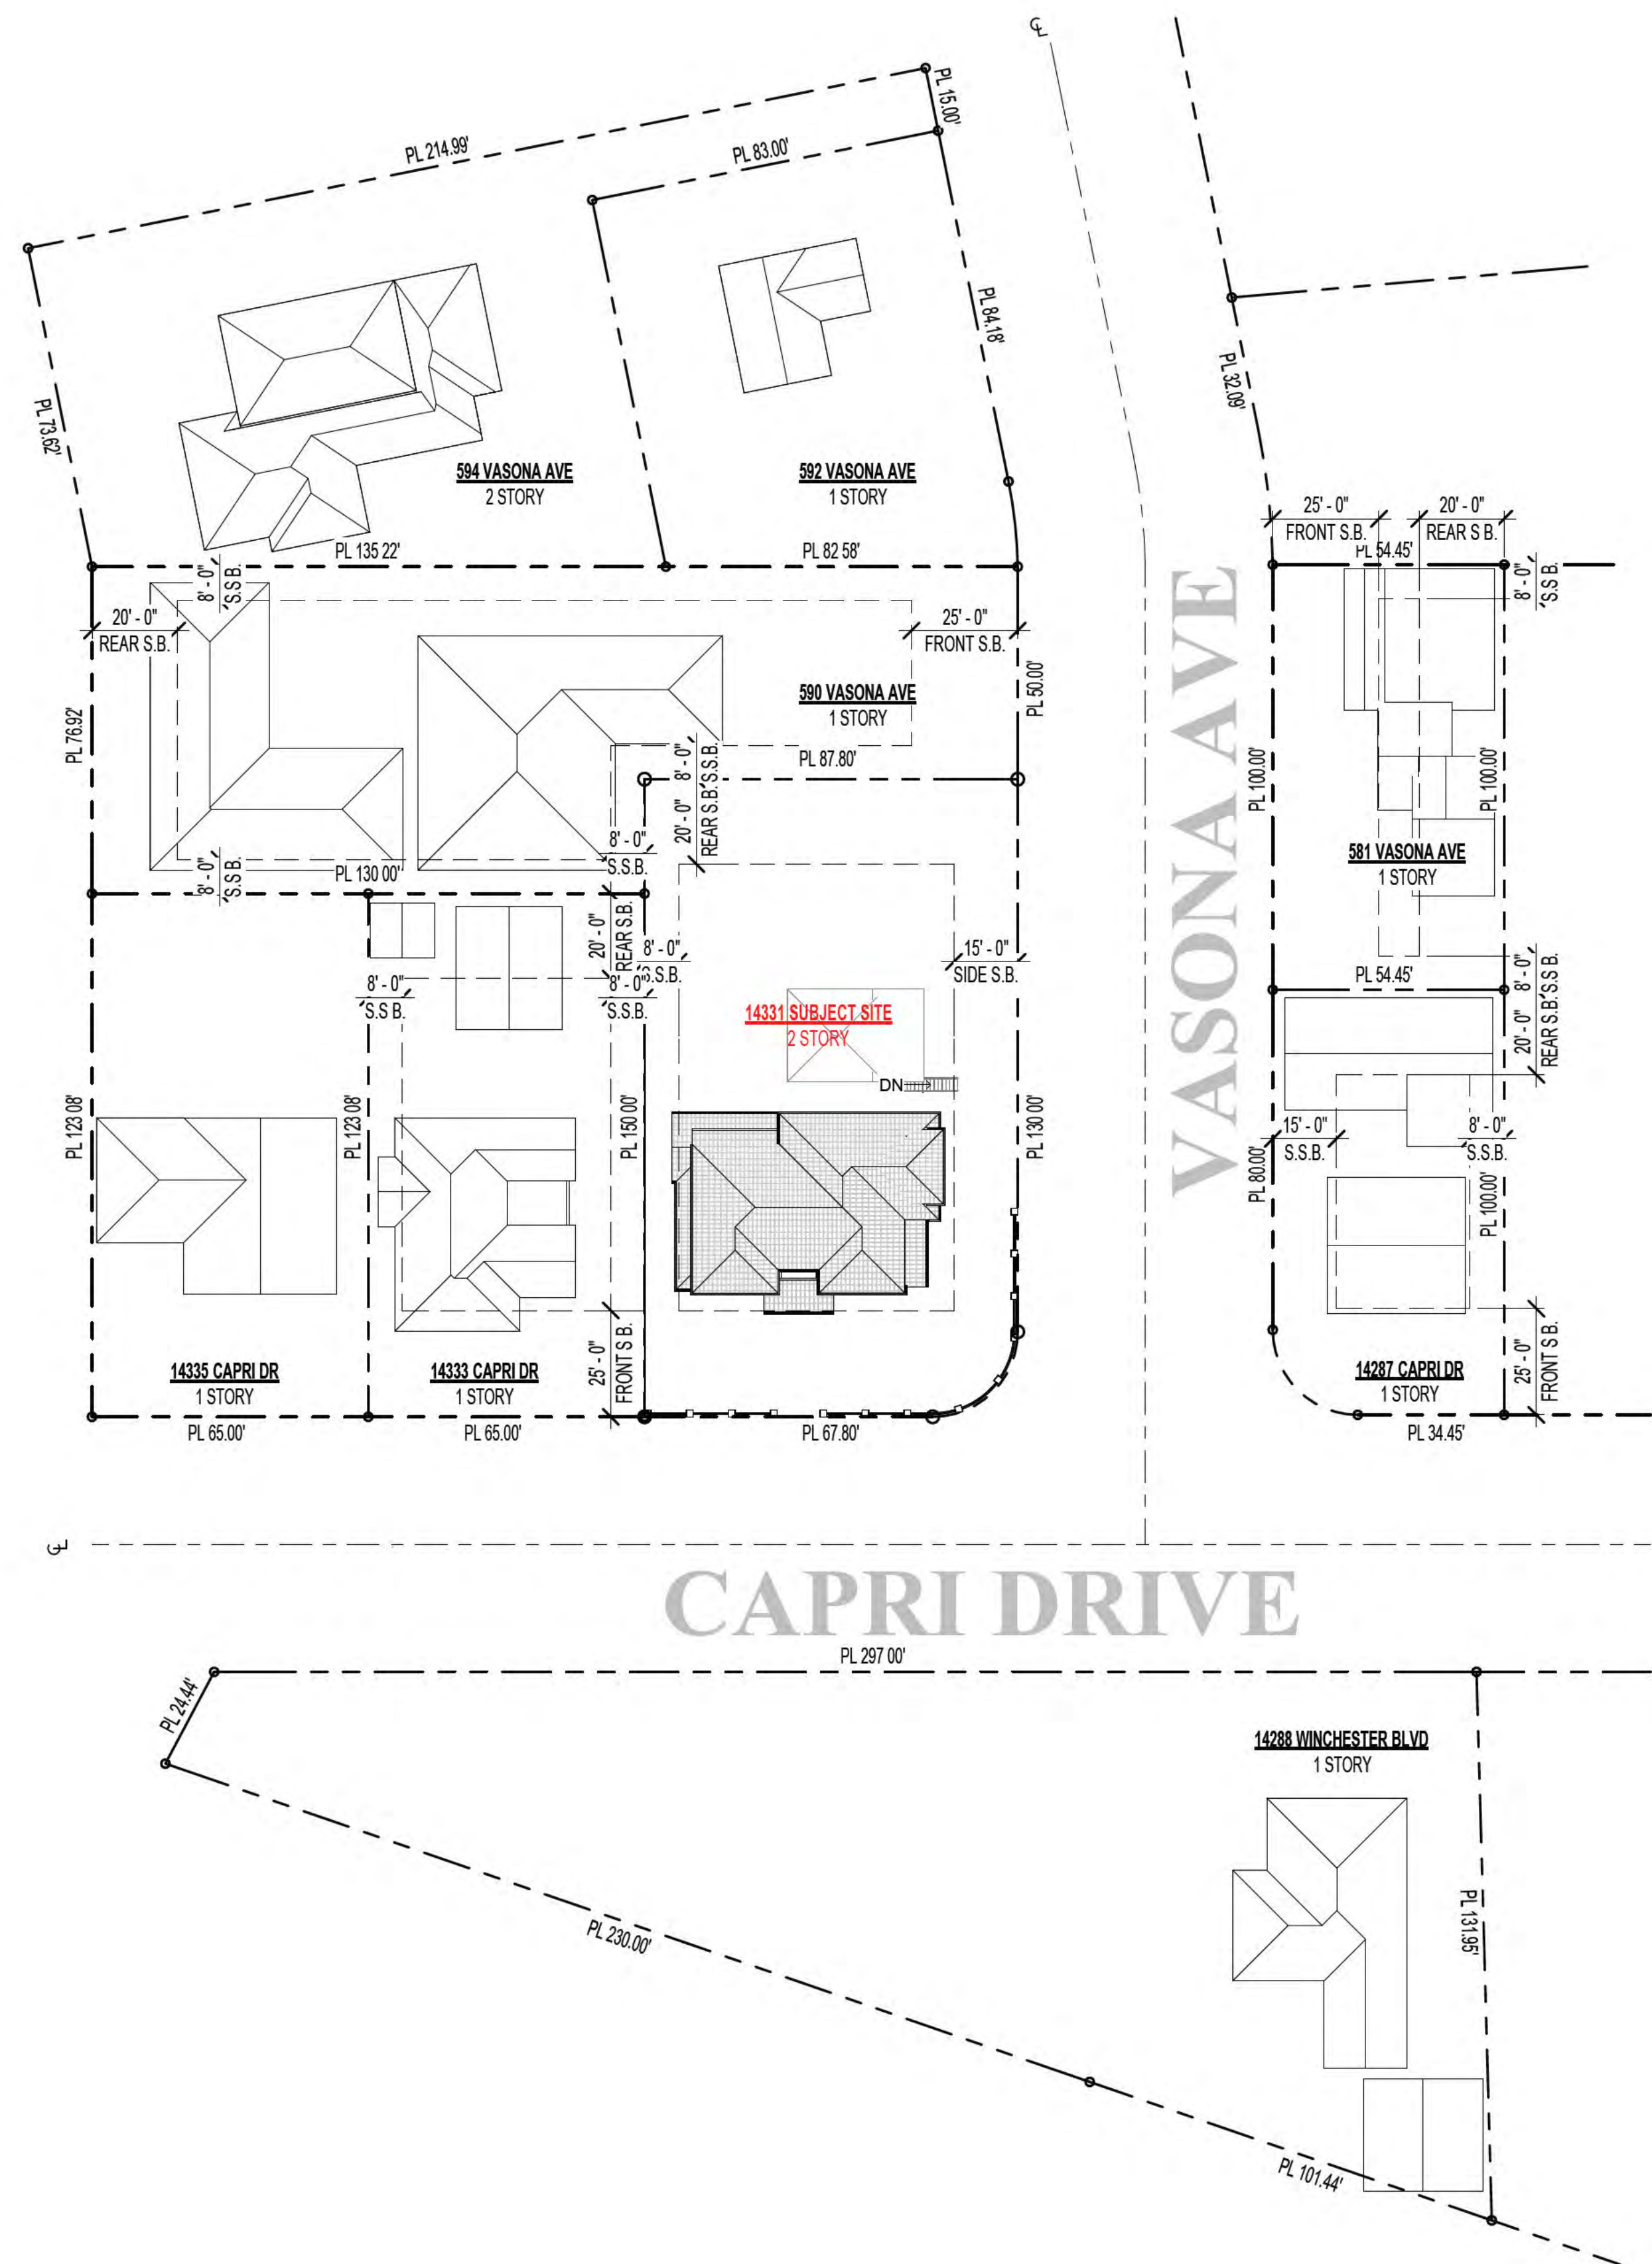 ℄
PL 15.00'
PL 214.99'
PL 83.00'
PL 84.18'
PL 32.09'
PL 73.62'
594 VASONA AVE
2 STORY
592 VASONA AVE
1 STORY
25' - 0"
FRONT S.B.
20' - 0"
REAR S B.
PL 54.45'
PL 135 22'
PL 82 58'
8' - 0"
S.S B.
8' - 0"
S.S B.
20' - 0"
REAR S.B.
25' - 0"
FRONT S.B.
PL 50.00'
590 VASONA AVE
1 STORY
PL 76.92'
PL 87.80'
8' - 0"
S.S.B.
20' - 0"
REAR S.B.
PL 100.00'
PL 100.00'
VASONA AVE
8' - 0"
S.S.B.
581 VASONA AVE
1 STORY
8' - 0"
S.S B.
PL 130 00'
20' - 0"
REAR S.B.
8' - 0"
S.S.B.
15' - 0"
SIDE S.B.
PL 54.45'
8' - 0"
S.S B.
8' - 0"
S.S B.
8' - 0"
S.S.B.
14331 SUBJECT SITE
2 STORY
20' - 0"
REAR S.B.
DN
PL 123 08'
PL 123 08'
PL 150 00'
PL 130 00'
15' - 0"
S.S.B.
8' - 0"
S.S.B.
PL 80.00'
PL 100.00'
25' - 0"
FRONT S B.
25' - 0"
FRONT S B.
14335 CAPRI DR
1 STORY
14333 CAPRI DR
1 STORY
14287 CAPRI DR
1 STORY
PL 65.00'
PL 65.00'
PL 67.80'
PL 34.45'
℄
CAPRI DRIVE
PL 297 00'
PL 24.44'
14288 WINCHESTER BLVD
1 STORY
PL 131.95'
PL 230.00'
PL 101.44'